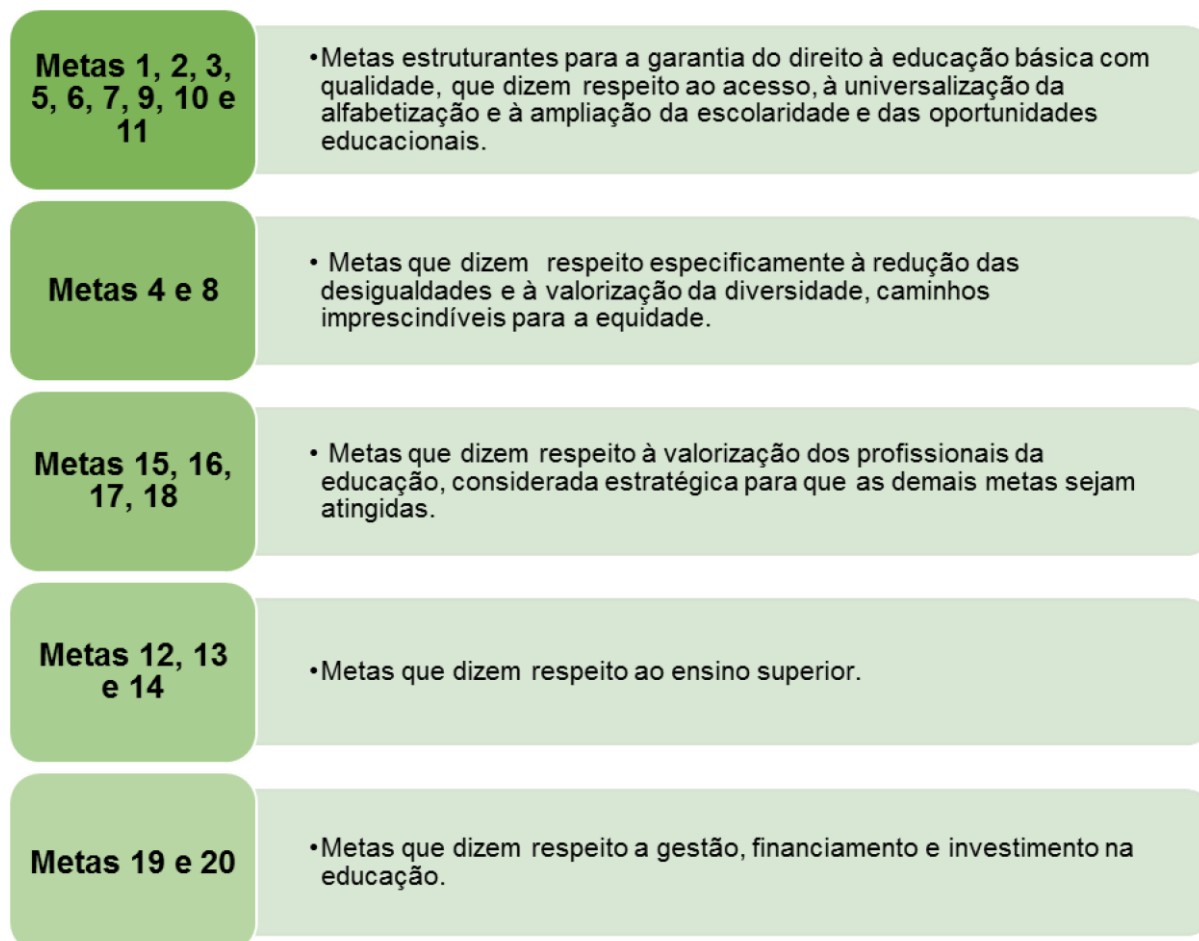 Metas 1, 2, 3,
5, 6, 7, 9, 10 e
11
•Metas estruturantes para a garantia do direito à educação básica com
qualidade, que dizem respeito ao acesso, à universalização da
alfabetização e à ampliação da escolaridade e das oportunidades
educacionais.
Metas 4 e 8
• Metas que dizem respeito especificamente à redução das
desigualdades e à valorização da diversidade, caminhos
imprescindíveis para a equidade.
Metas 15, 16,
17, 18
• Metas que dizem respeito à valorização dos profissionais da
educação, considerada estratégica para que as demais metas sejam
atingidas.
Metas 12, 13
e 14
•Metas que dizem respeito ao ensino superior.
Metas 19 e 20
•Metas que dizem respeito a gestão, financiamento e investimento na
educação.